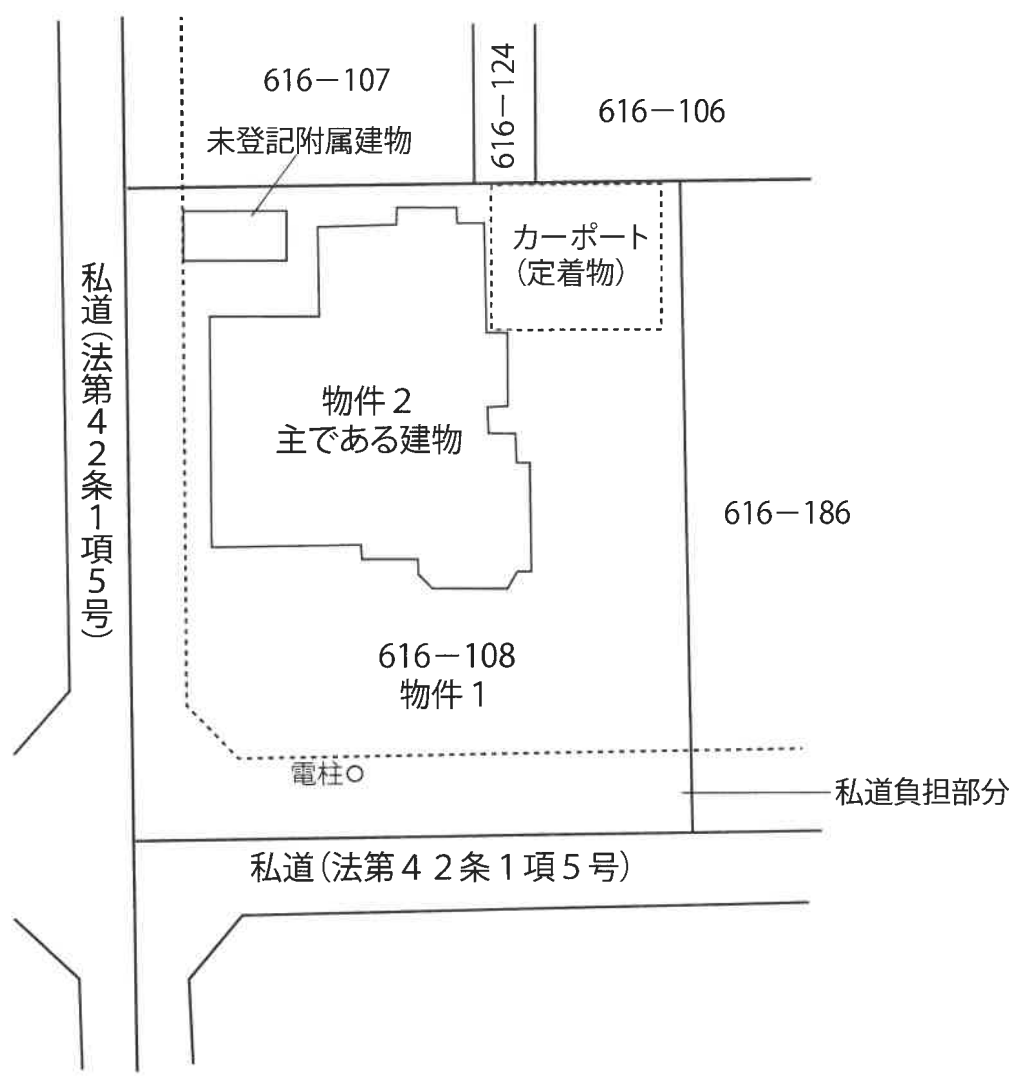 616－107
616－124
616－106
未登記附属建物
カーポート
（定着物）
私道（法第４２条１項５号）
物件２
主である建物
616－186
616－108
物件１
電柱
私道負担部分
私道（法第４２条１項５号）